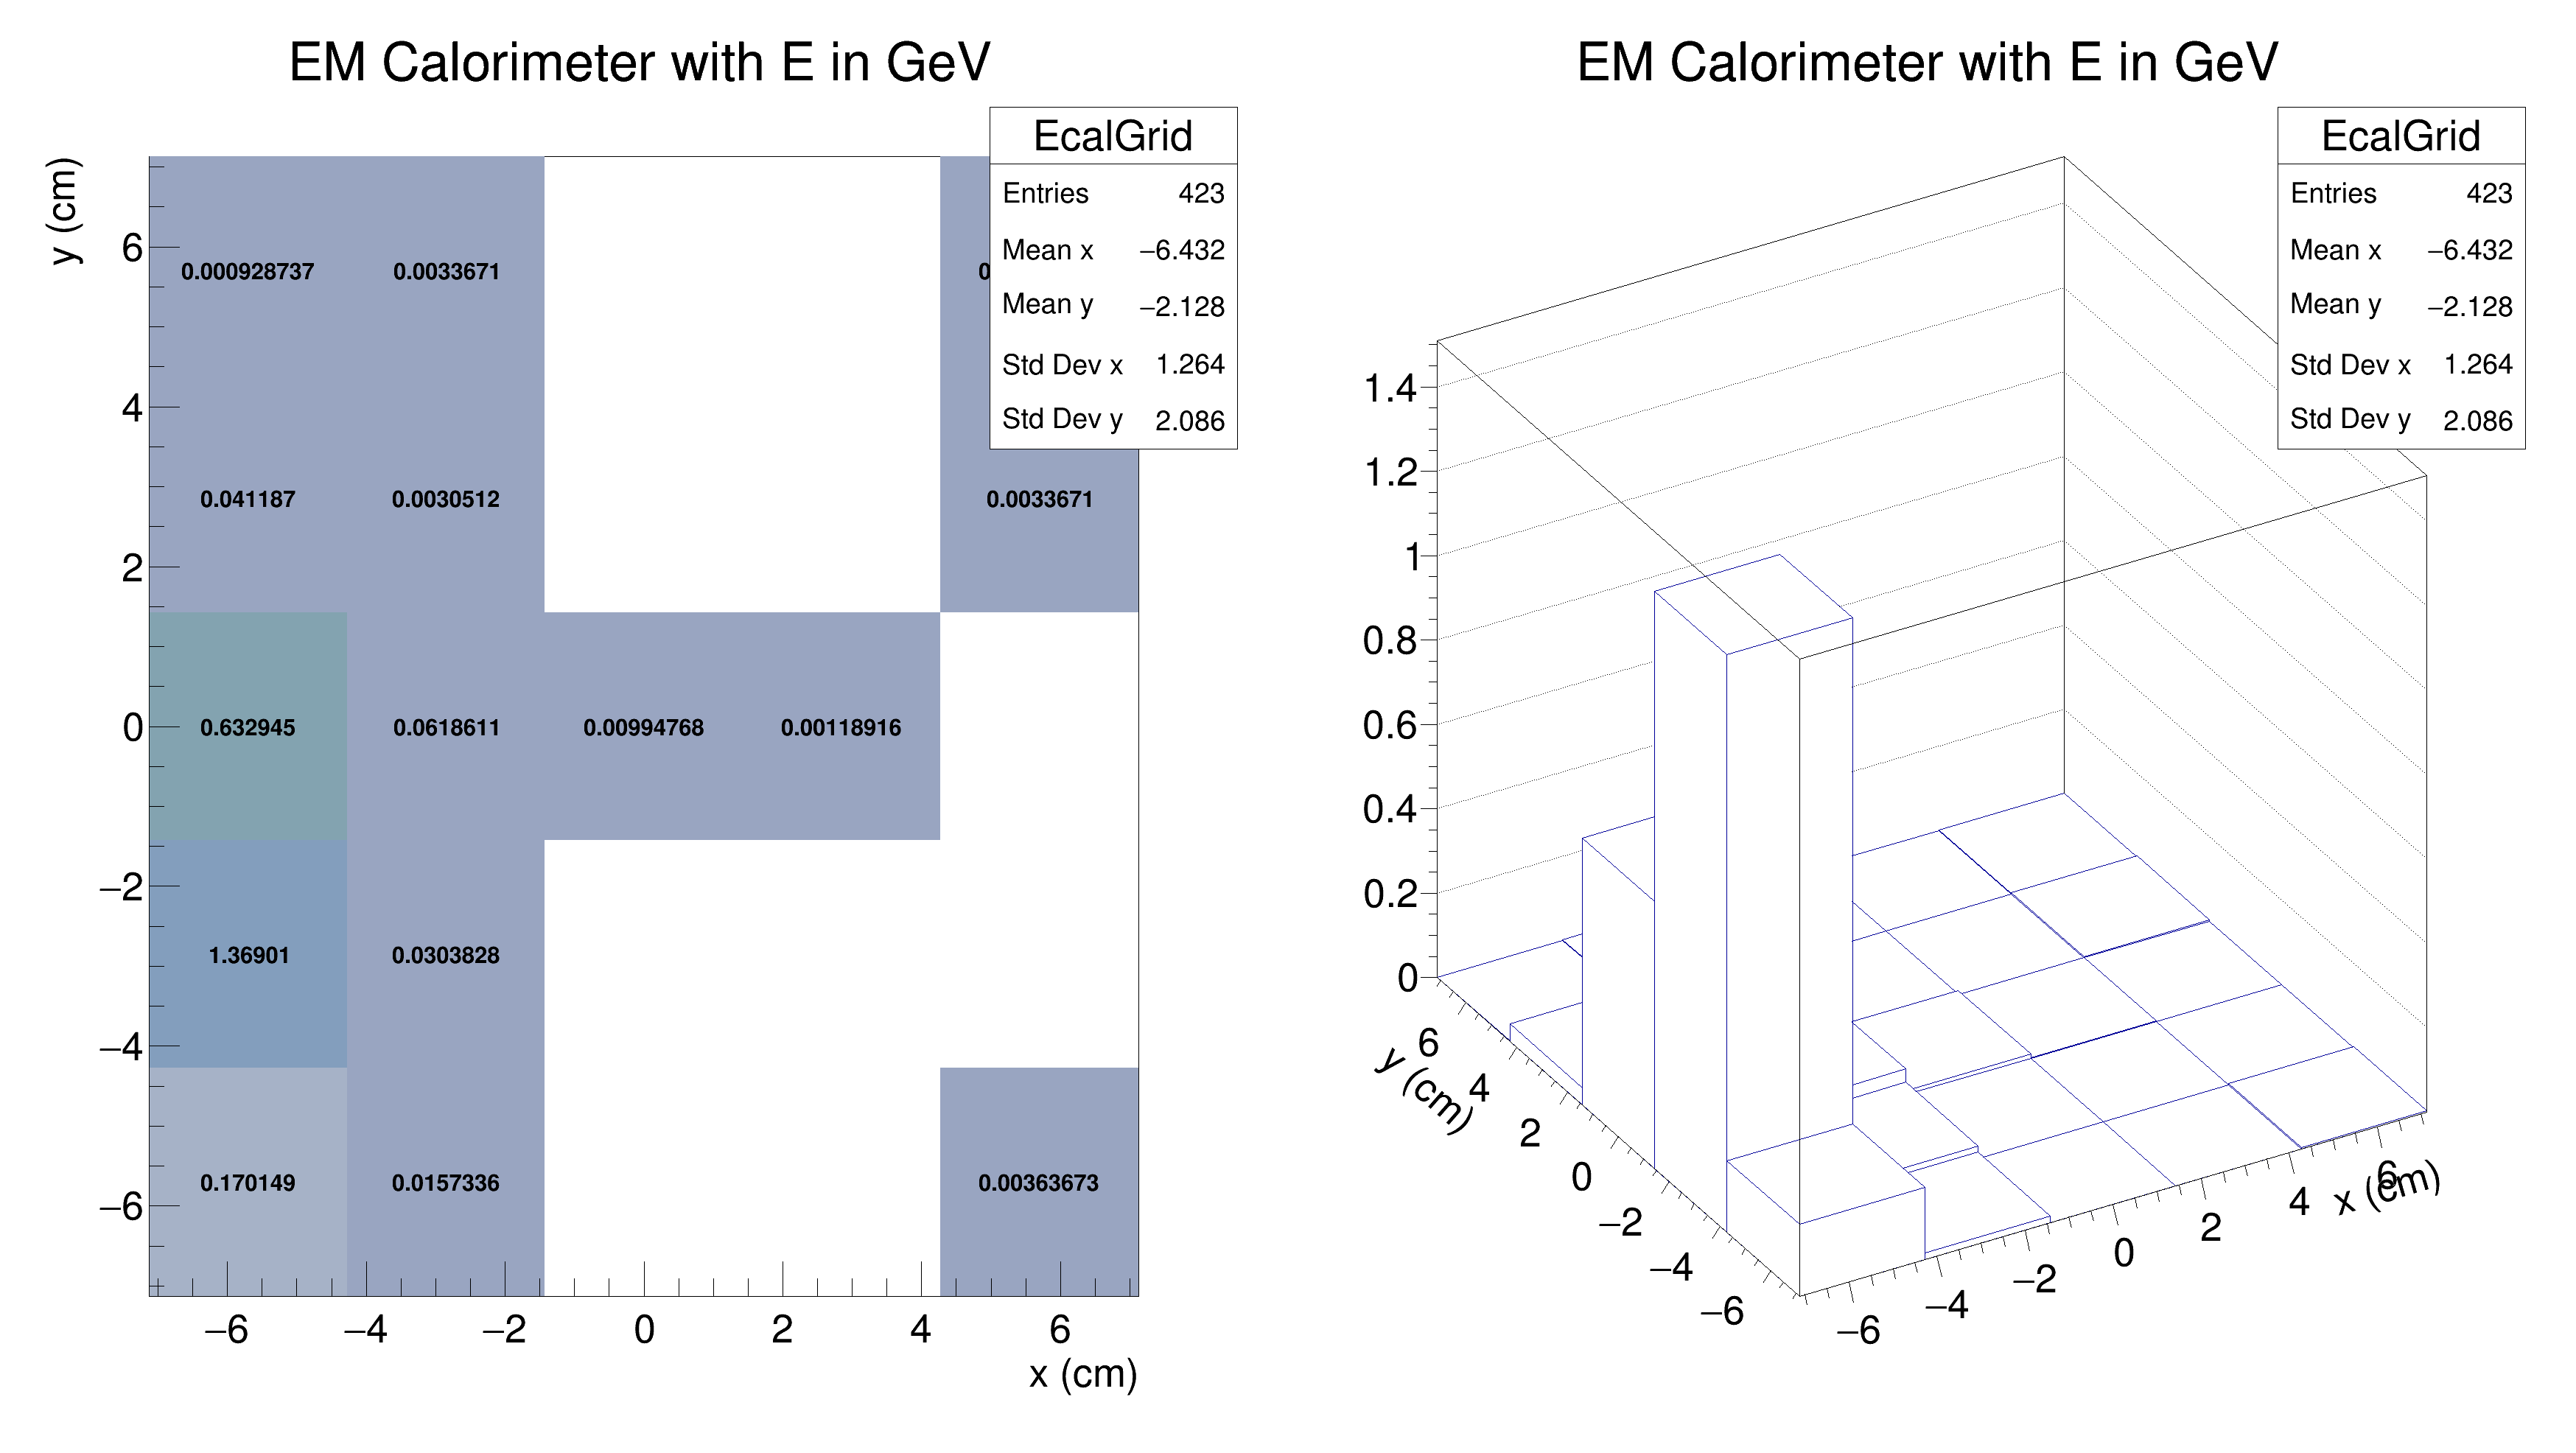 EM Calorimeter with E in GeV
EcalGrid
Entries 423
Mean x −6.432
Mean y −2.128
Std Dev x 1.264
Std Dev y 2.086
y (cm)
6
4
2
0
−2
−4
−6
0.000928737 0.0033671
0.041187 0.0030512 0.0033671
0.632945 0.0618611 0.00994768 0.00118916
1.36901 0.0303828
0.170149 0.0157336 0.00363673
−6 −4 −2 0 2 4 6
x (cm)
EM Calorimeter with E in GeV
EcalGrid
Entries 423
Mean x −6.432
Mean y −2.128
Std Dev x 1.264
Std Dev y 2.086
1.4
1.2
1
0.8
0.6
0.4
0.2
0
y (cm)
6
4
2
0
−2
−4
−6
−6 −4 −2 0 2 4 6
x (cm)